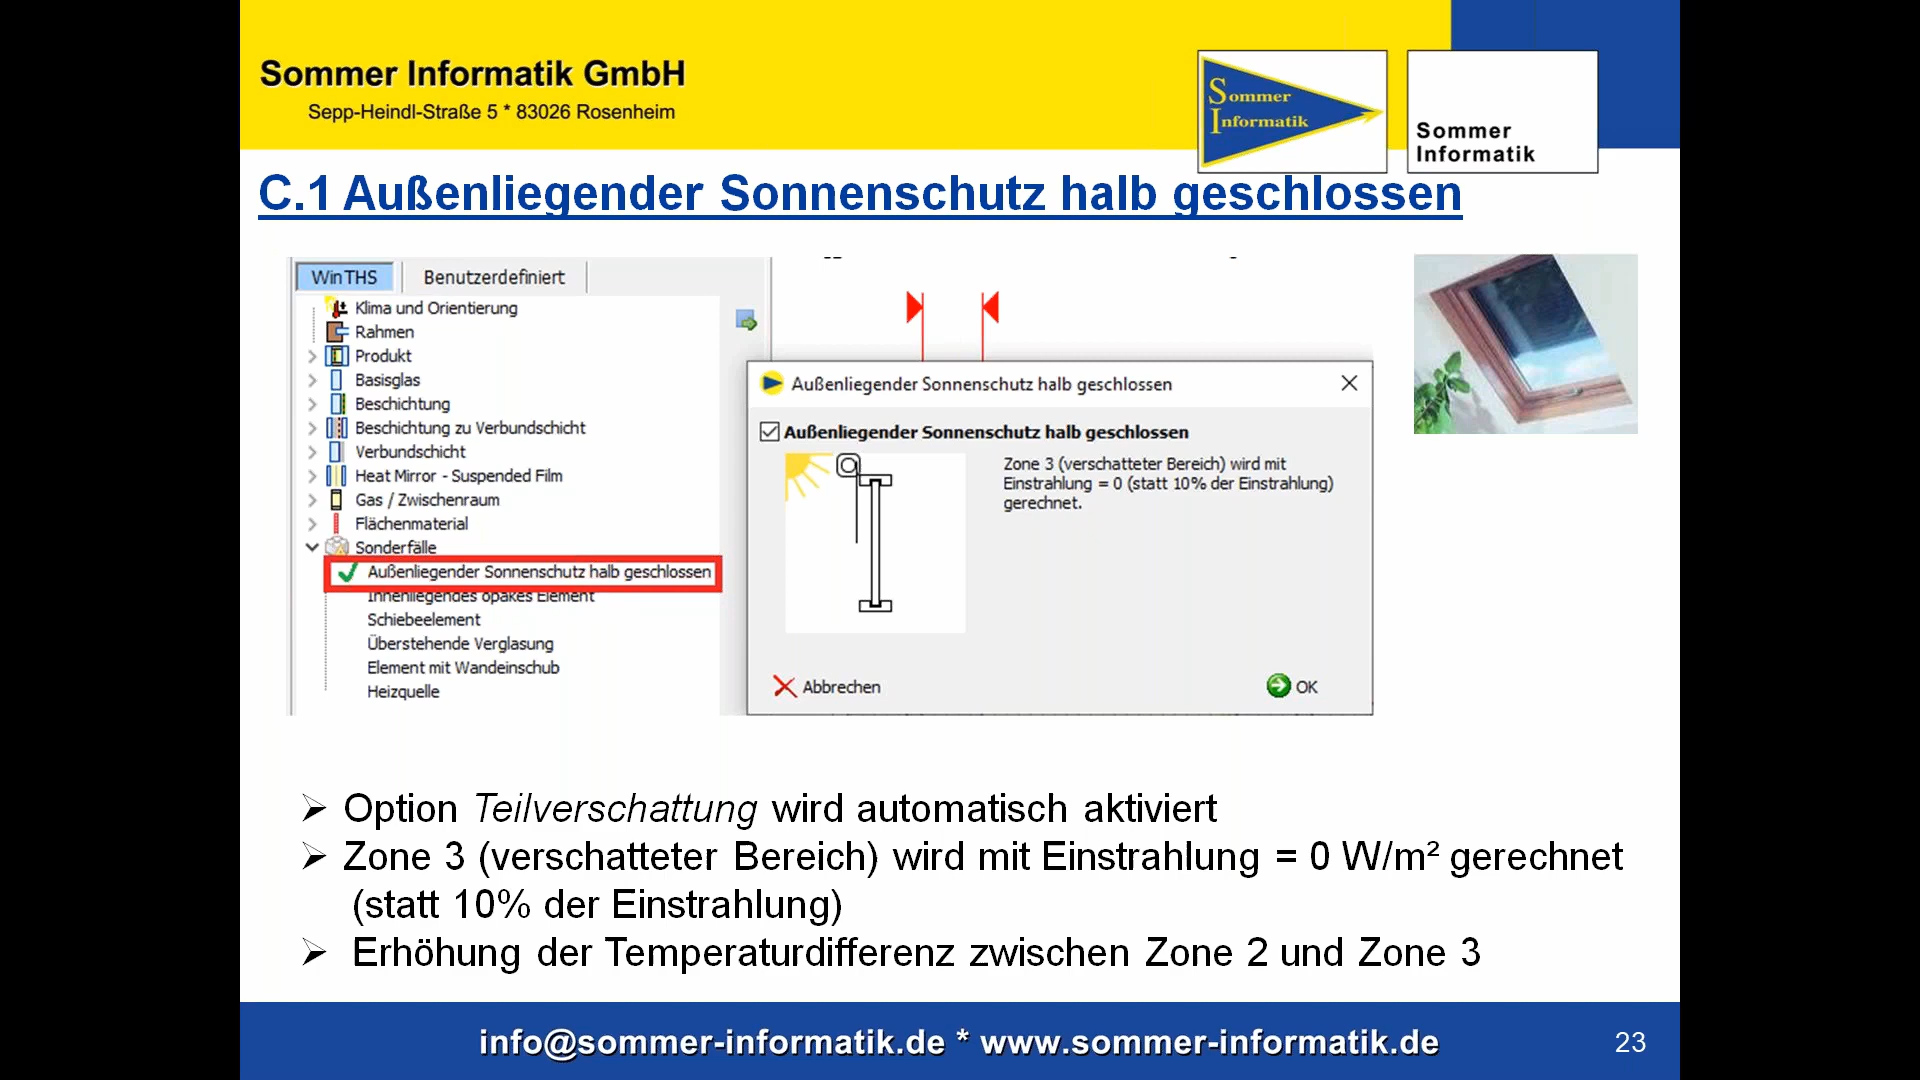 Sommer Informatik GmbH
Sepp-Heindl-Straße 5 * 83026 Rosenheim
Sommer
Informatik
Sommer
Informatik
C.1 Außenliegender Sonnenschutz halb geschlossen
WinTHS
Benutzerdefiniert
Klima und Orientierung
Rahmen
Produkt
Basisglas
Beschichtung
Beschichtung zu Verbundschicht
Verbundschicht
Heat Mirror - Suspended Film
Gas / Zwischenraum
Flächenmaterial
Sonderfälle
Außenliegender Sonnenschutz halb geschlossen
Innenliegendes opakes Element
Schiebeelement
Überstehende Verglasung
Element mit Wandeinschub
Heizquelle
Außenliegender Sonnenschutz halb geschlossen
Außenliegender Sonnenschutz halb geschlossen
Zone 3 (verschatteter Bereich) wird mit
Einstrahlung = 0 (statt 10% der Einstrahlung)
gerechnet.
Abbrechen
OK
Option Teilverschattung wird automatisch aktiviert
Zone 3 (verschatteter Bereich) wird mit Einstrahlung = 0 W/m² gerechnet
(statt 10% der Einstrahlung)
Erhöhung der Temperaturdifferenz zwischen Zone 2 und Zone 3
info@sommer-informatik.de * www.sommer-informatik.de
23